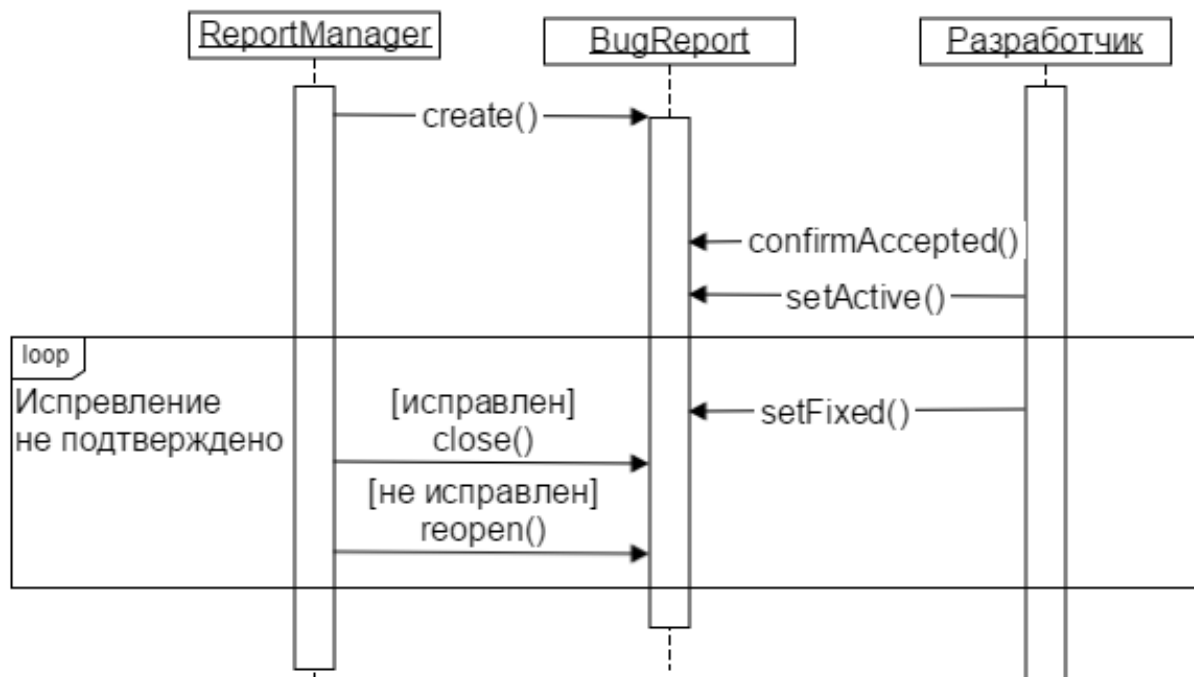 ReportManager
BugReport
Разработчик
create()
confirmAccepted()
setActive()
loop
Испревление
не подтверждено
[исправлен]
close()
setFixed()
[не исправлен]
reopen()